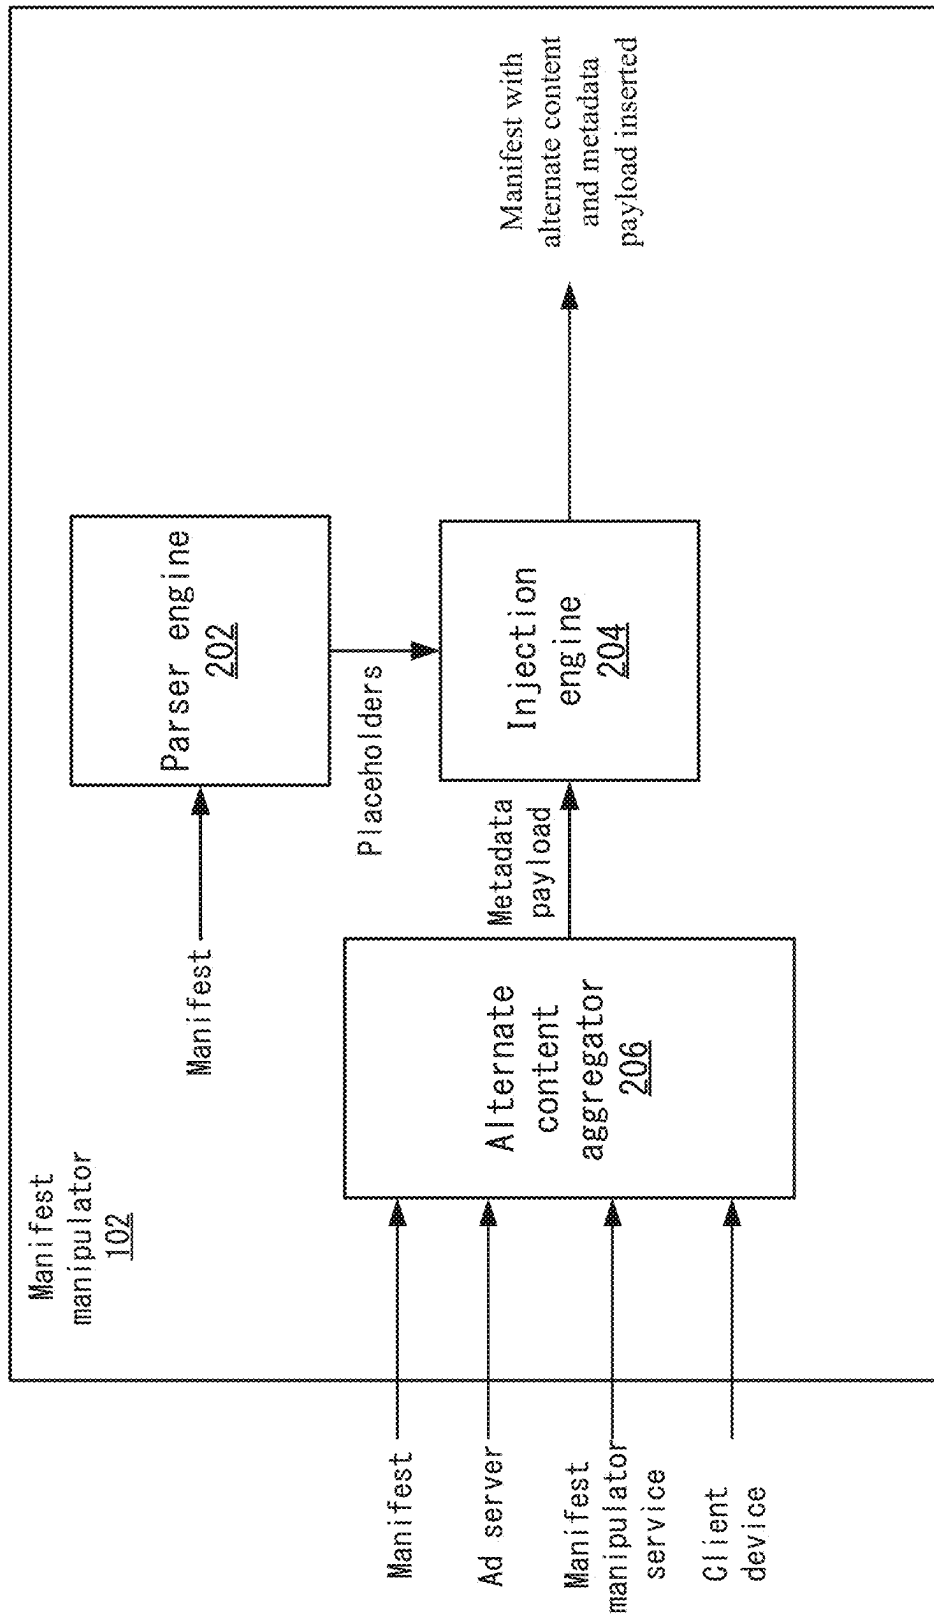 Manifest
manipulator
102
Manifest
Parser engine
202
Placeholders
Manifest
Ad server
Manifest
manipulator
service
Client
device
Alternate
content
aggregator
206
Metadata
payload
Injection
engine
204
Manifest with
alternate content
and metadata
payload inserted